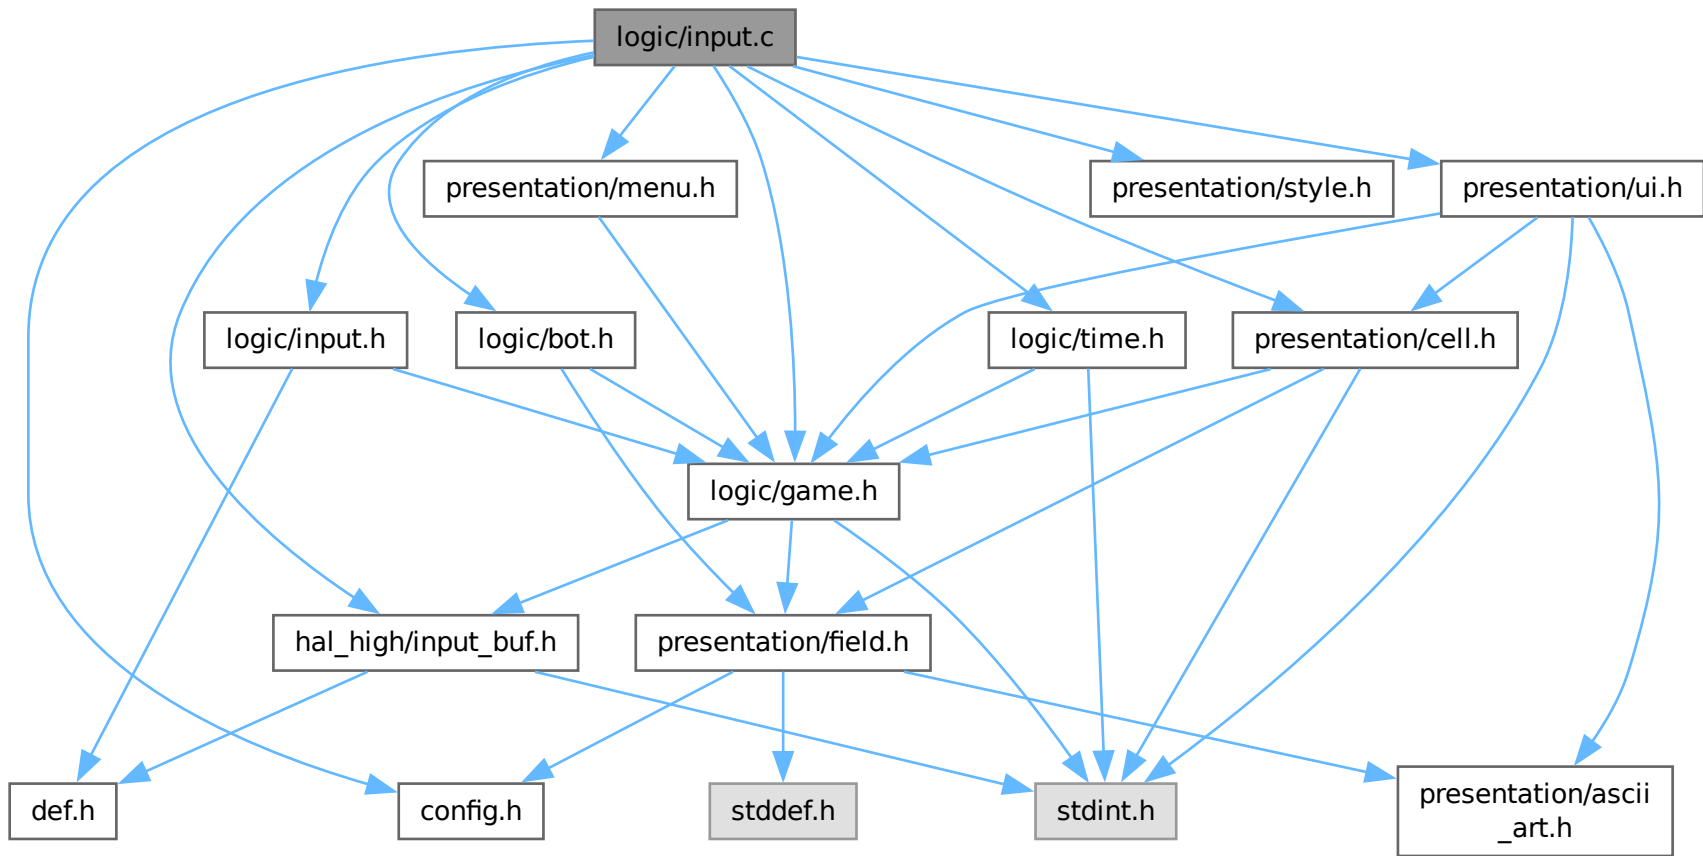 logic/input.c
presentation/menu.h
presentation/style.h
presentation/ui.h
logic/input.h
logic/bot.h
logic/time.h
presentation/cell.h
logic/game.h
hal_high/input_buf.h
presentation/field.h
def.h
config.h
stddef.h
stdint.h
presentation/ascii
_art.h